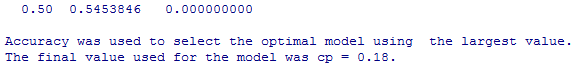 0.50  0.5453846   0.000000000
Accuracy was used to select the optimal model using  the largest value.
The final value used for the model was cp = 0.18.